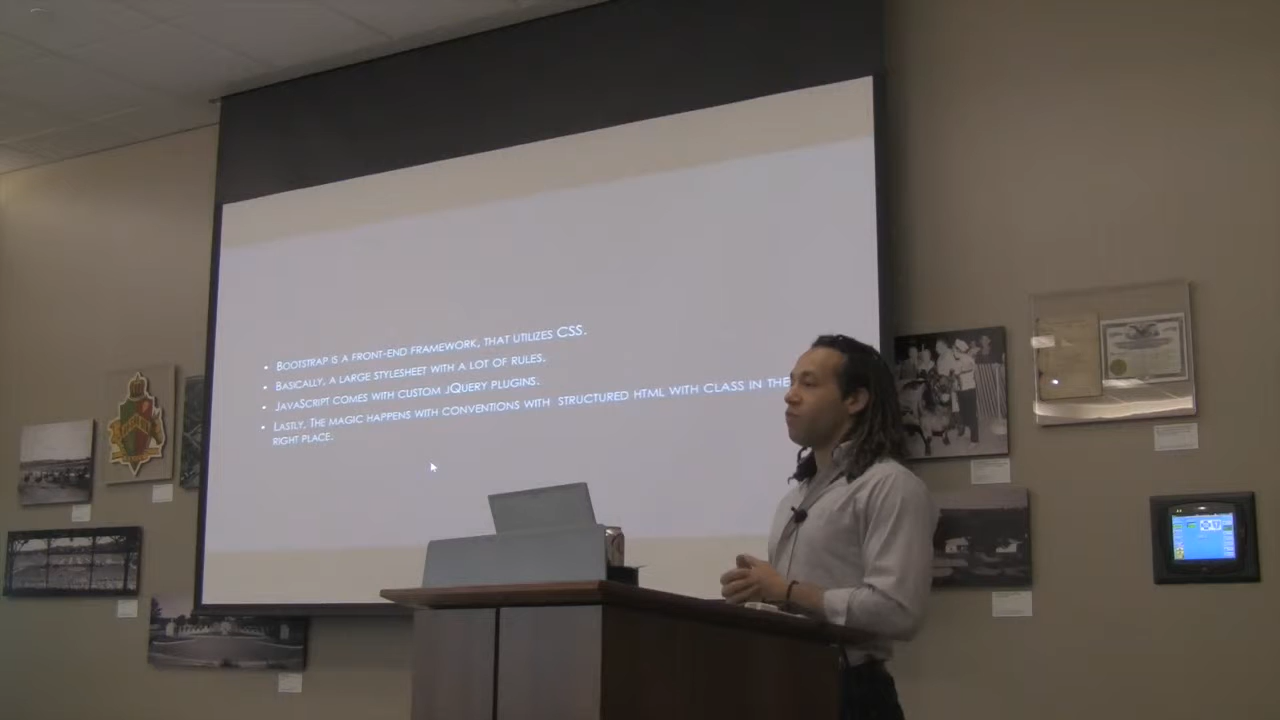 • Bootstrap is a front-end framework, that utilizes CSS.
• Basically, a large stylesheet with a lot of rules.
• JavaScript comes with custom jQuery plugins.
• Lastly, The magic happens with conventions with structured HTML with class in the
right place.